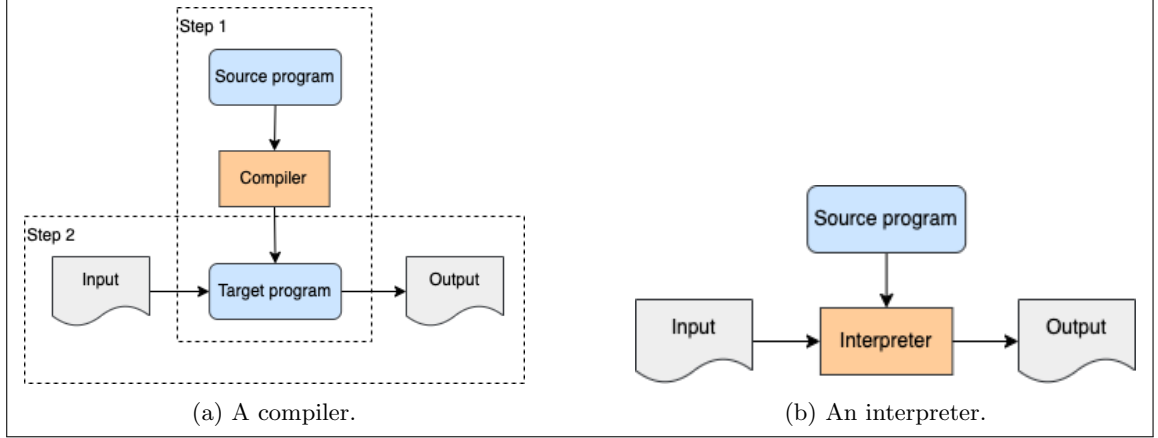 Step 1
Source program
Compiler
Step 2
Input
Target program
Output
(a) A compiler.
Source program
Input
Interpreter
Output
(b) An interpreter.